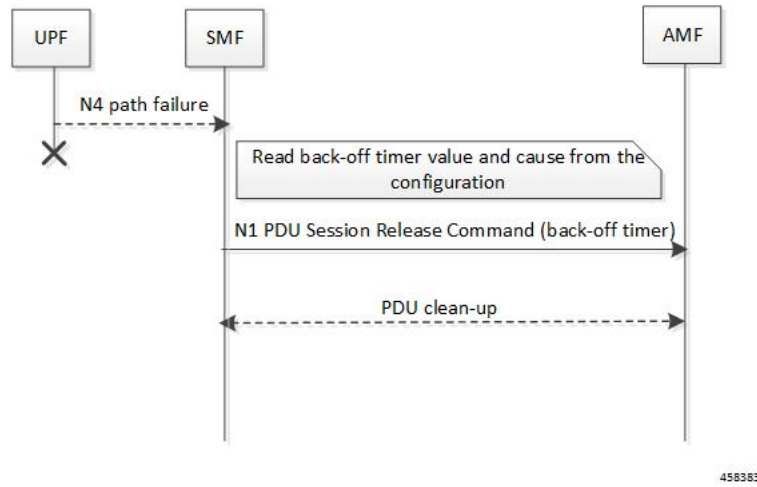 UPF
SMF
AMF
N4 path failure
Read back-off timer value and cause from the
configuration
N1 PDU Session Release Command (back-off timer)
PDU clean-up
458383